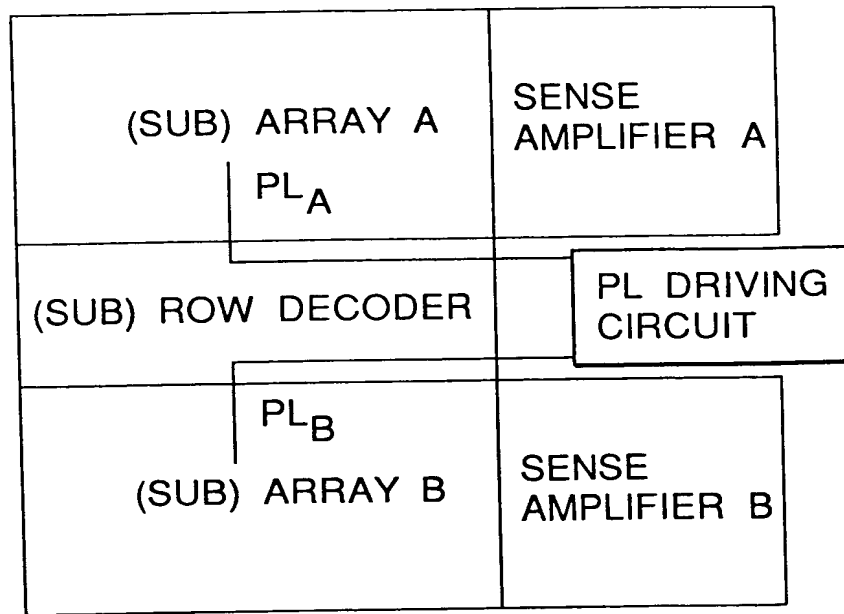 (SUB) ARRAY A
SENSE
AMPLIFIER A
PLA
(SUB) ROW DECODER
PL DRIVING
CIRCUIT
PLB
(SUB) ARRAY B
SENSE
AMPLIFIER B